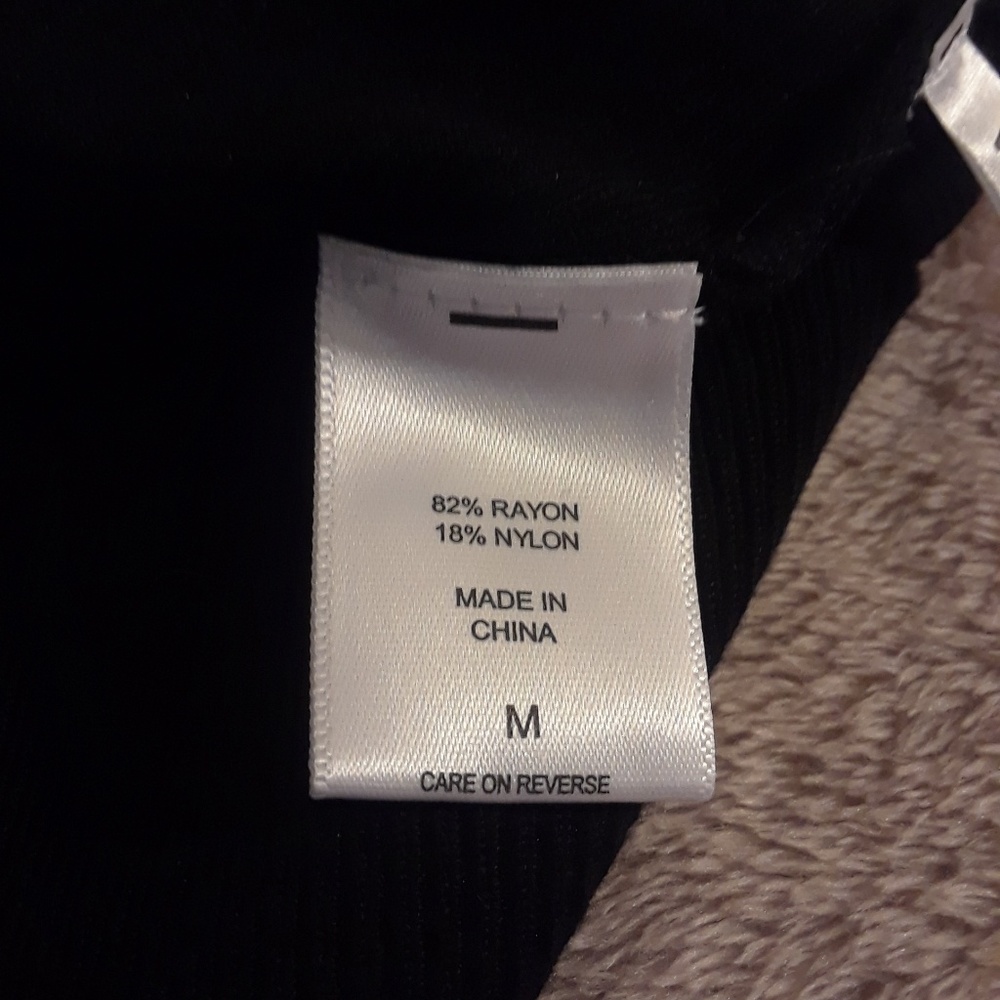 82% RAYON
18% NYLON
MADE IN
CHINA
M
CARE ON REVERSE